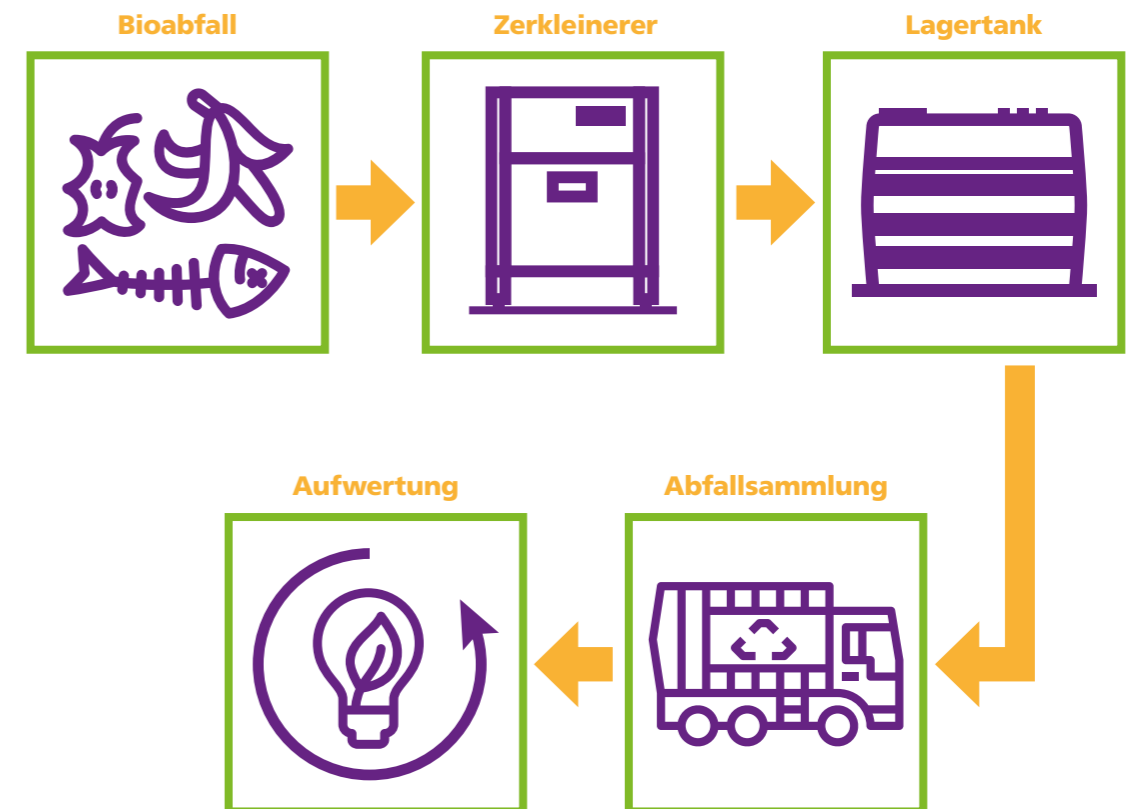 Bioabfall
Zerkleinerer
Lagertank
Aufwertung
Abfallsammlung